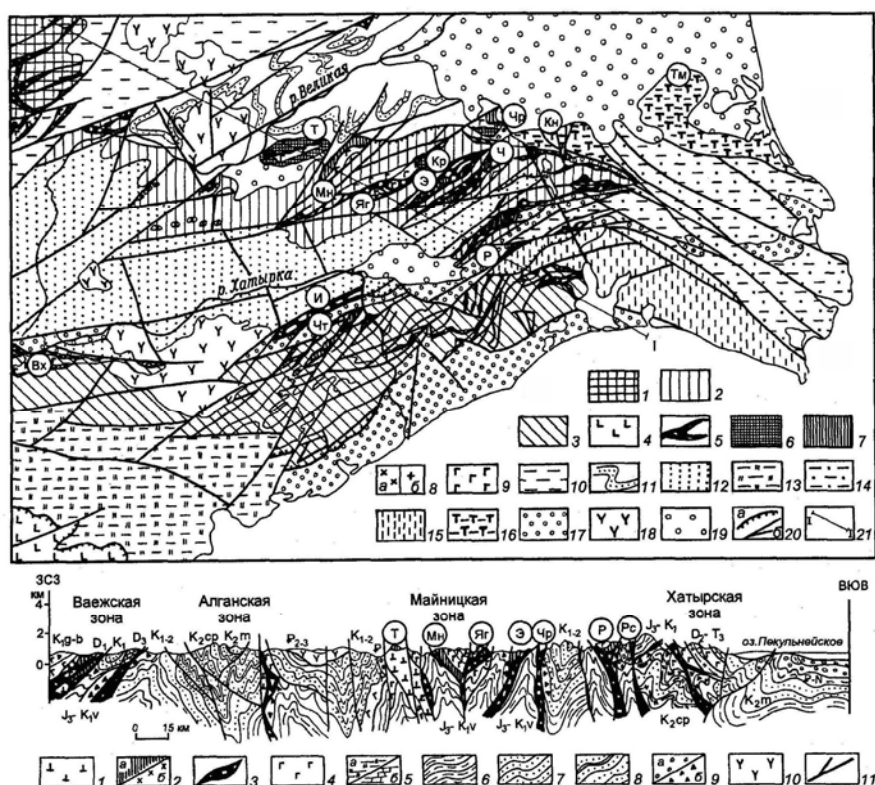 р. Великая
Тм
Т
Чр
Кн
Кр
Ч
Э
Мн
Яг
Р
р. Хатырка
И
Чт
Вх
I
1 2
3 4 5 6 7
а б 8 9 10 11 12 13 14
15 16 17 18 19 а б 20 I I 21
ЗСЗ ВЮВ
км
4
2
0
Ваежская зона
Алганская зона
Майницкая зона
Хатырская зона
K₁g-b D₁ K₁ D₃ K₁₋₂ K₂cp K₂m P₂₋₃ K₁₋₂ Т Мн Яг Э Чр K₁₋₂ Р Рс J₃- K₁ D₂- T₃ оз.Пекульнейское
P-N
J₃- K₁v J₃- K₁v J₃- K₁v K₂cp K₂m
0 15 км
1 а б 2 3 4 а б 5 6 7 8 а б 9 10 11